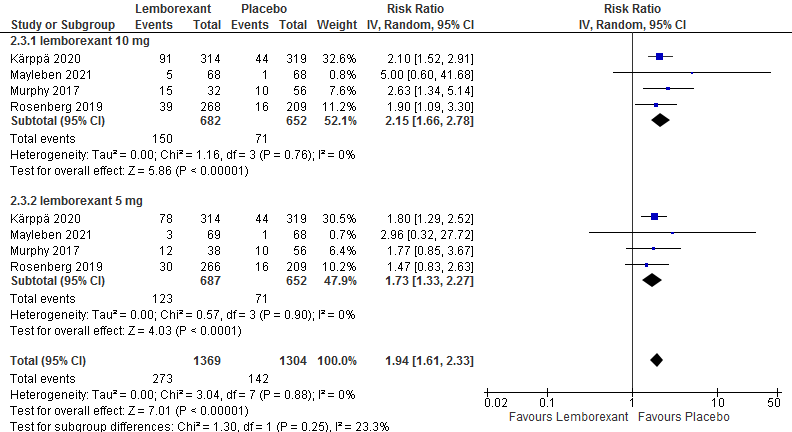 Lemborexant Placebo Risk Ratio Risk Ratio
Study or Subgroup Events Total Events Total Weight IV, Random, 95% CI IV, Random, 95% CI
2.3.1 lemborexant 10 mg
Kärppä 2020 91 314 44 319 32.6% 2.10 [1.52, 2.91]
Mayleben 2021 5 68 1 68 0.8% 5.00 [0.60, 41.68]
Murphy 2017 15 32 10 56 7.6% 2.63 [1.34, 5.14]
Rosenberg 2019 39 268 16 209 11.2% 1.90 [1.09, 3.30]
Subtotal (95% CI) 682 652 52.1% 2.15 [1.66, 2.78]
Total events 150 71
Heterogeneity: Tau² = 0.00; Chi² = 1.16, df = 3 (P = 0.76); I² = 0%
Test for overall effect: Z = 5.86 (P < 0.00001)
2.3.2 lemborexant 5 mg
Kärppä 2020 78 314 44 319 30.5% 1.80 [1.29, 2.52]
Mayleben 2021 3 69 1 68 0.7% 2.96 [0.32, 27.72]
Murphy 2017 12 38 10 56 6.4% 1.77 [0.85, 3.67]
Rosenberg 2019 30 266 16 209 10.2% 1.47 [0.83, 2.63]
Subtotal (95% CI) 687 652 47.9% 1.73 [1.33, 2.27]
Total events 123 71
Heterogeneity: Tau² = 0.00; Chi² = 0.57, df = 3 (P = 0.90); I² = 0%
Test for overall effect: Z = 4.03 (P < 0.0001)
Total (95% CI) 1369 1304 100.0% 1.94 [1.61, 2.33]
Total events 273 142
Heterogeneity: Tau² = 0.00; Chi² = 3.04, df = 7 (P = 0.88); I² = 0%
Test for overall effect: Z = 7.01 (P < 0.00001)
Test for subgroup differences: Chi² = 1.30, df = 1 (P = 0.25), I² = 23.3%
0.02 0.1 1 10 50
Favours Lemborexant Favours Placebo